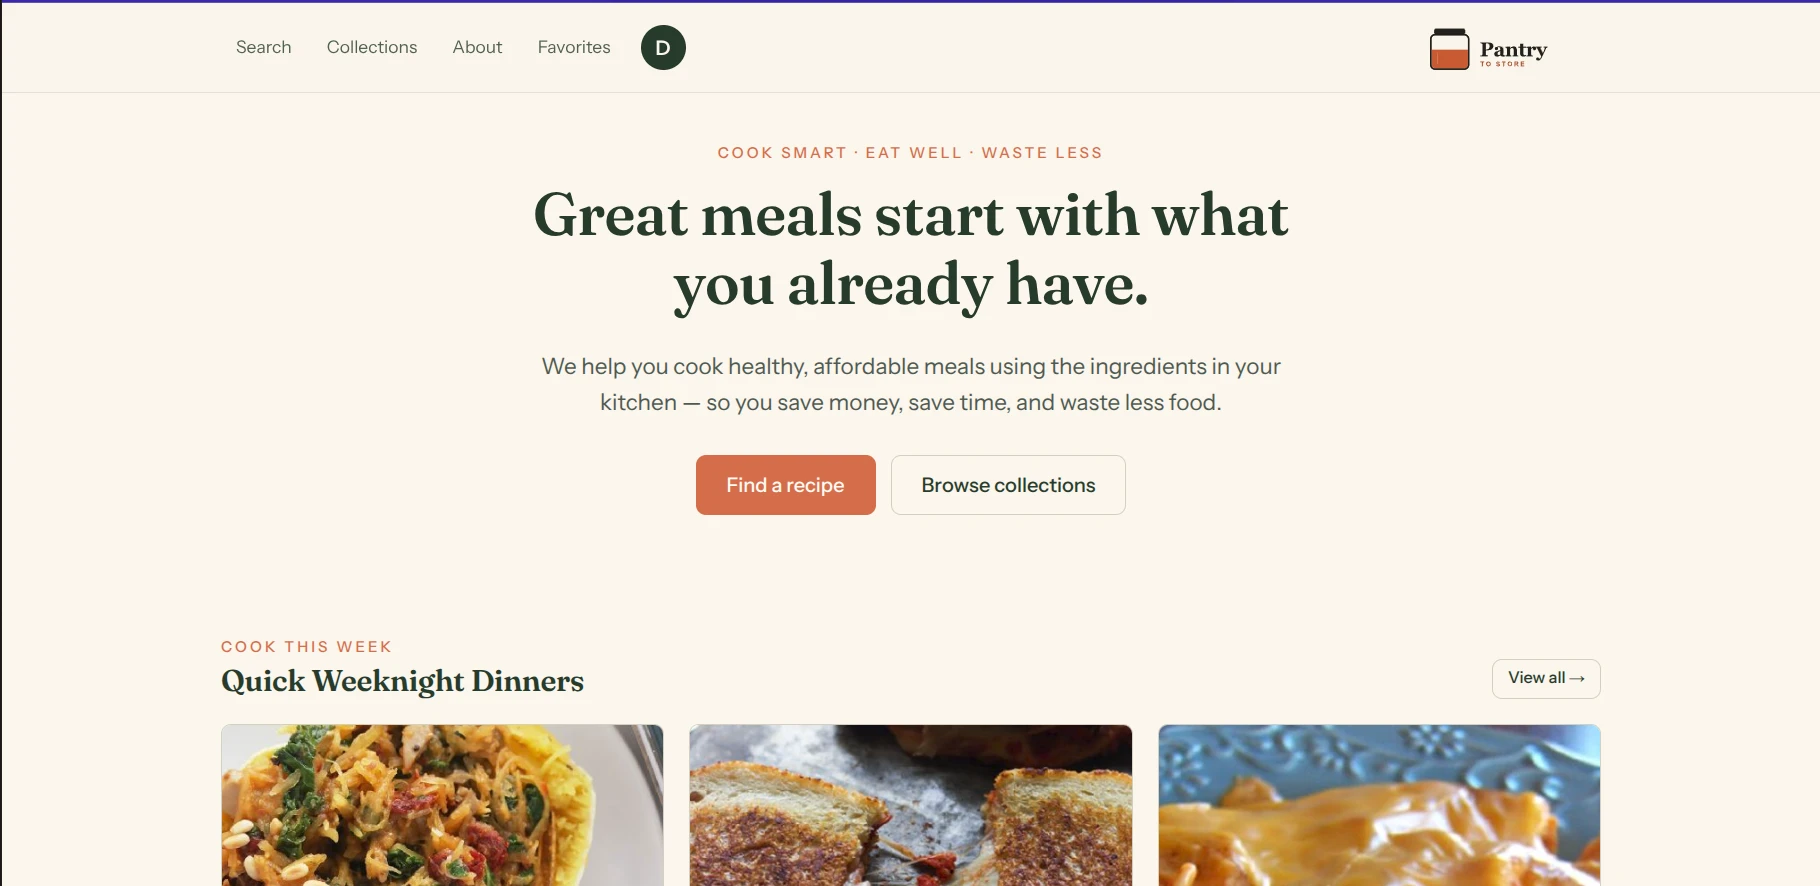 Search
Collections
About
Favorites
D
Pantry
TO STORE
COOK SMART · EAT WELL · WASTE LESS
Great meals start with what
you already have.
We help you cook healthy, affordable meals using the ingredients in your
kitchen — so you save money, save time, and waste less food.
Find a recipe
Browse collections
COOK THIS WEEK
Quick Weeknight Dinners
View all →